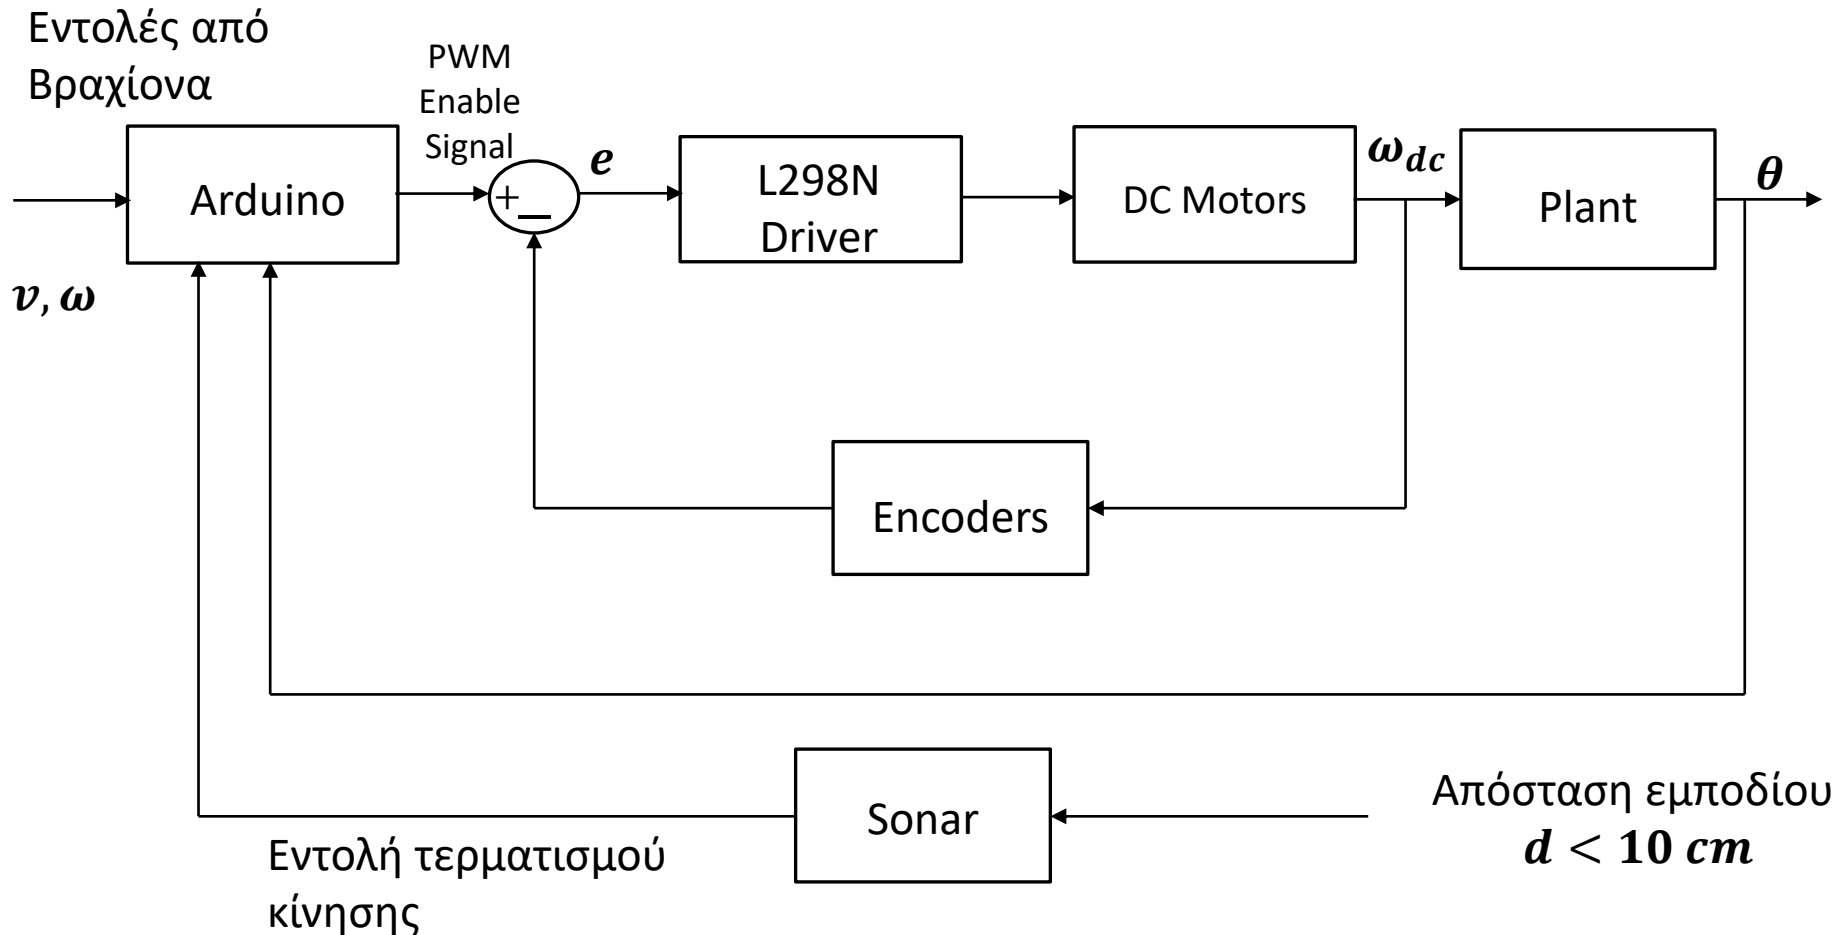 Εντολές από
Βραχίονα
PWM
Enable
Signal
Arduino
+
_
e
L298N
Driver
DC Motors
ω_dc
Plant
θ
v, ω
Encoders
Sonar
Απόσταση εμποδίου
d < 10 cm
Εντολή τερματισμού
κίνησης